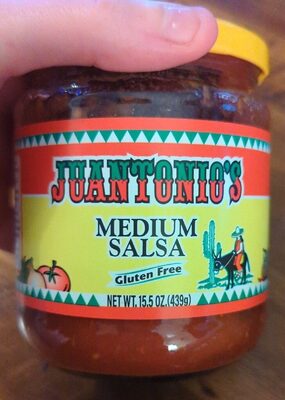 JUANTONIO'S
MEDIUM
SALSA
Gluten Free
NET WT. 15.5 OZ. (439g)